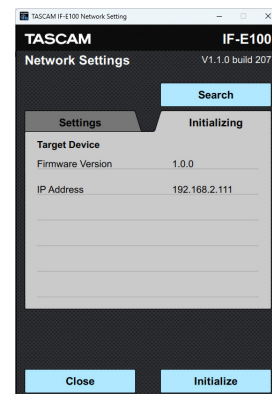 TASCAM IF-E100 Network Setting
TASCAM IF-E100
Network Settings V1.1.0 build 207
Search
Settings Initializing
Target Device
Firmware Version 1.0.0
IP Address 192.168.2.111
Close Initialize